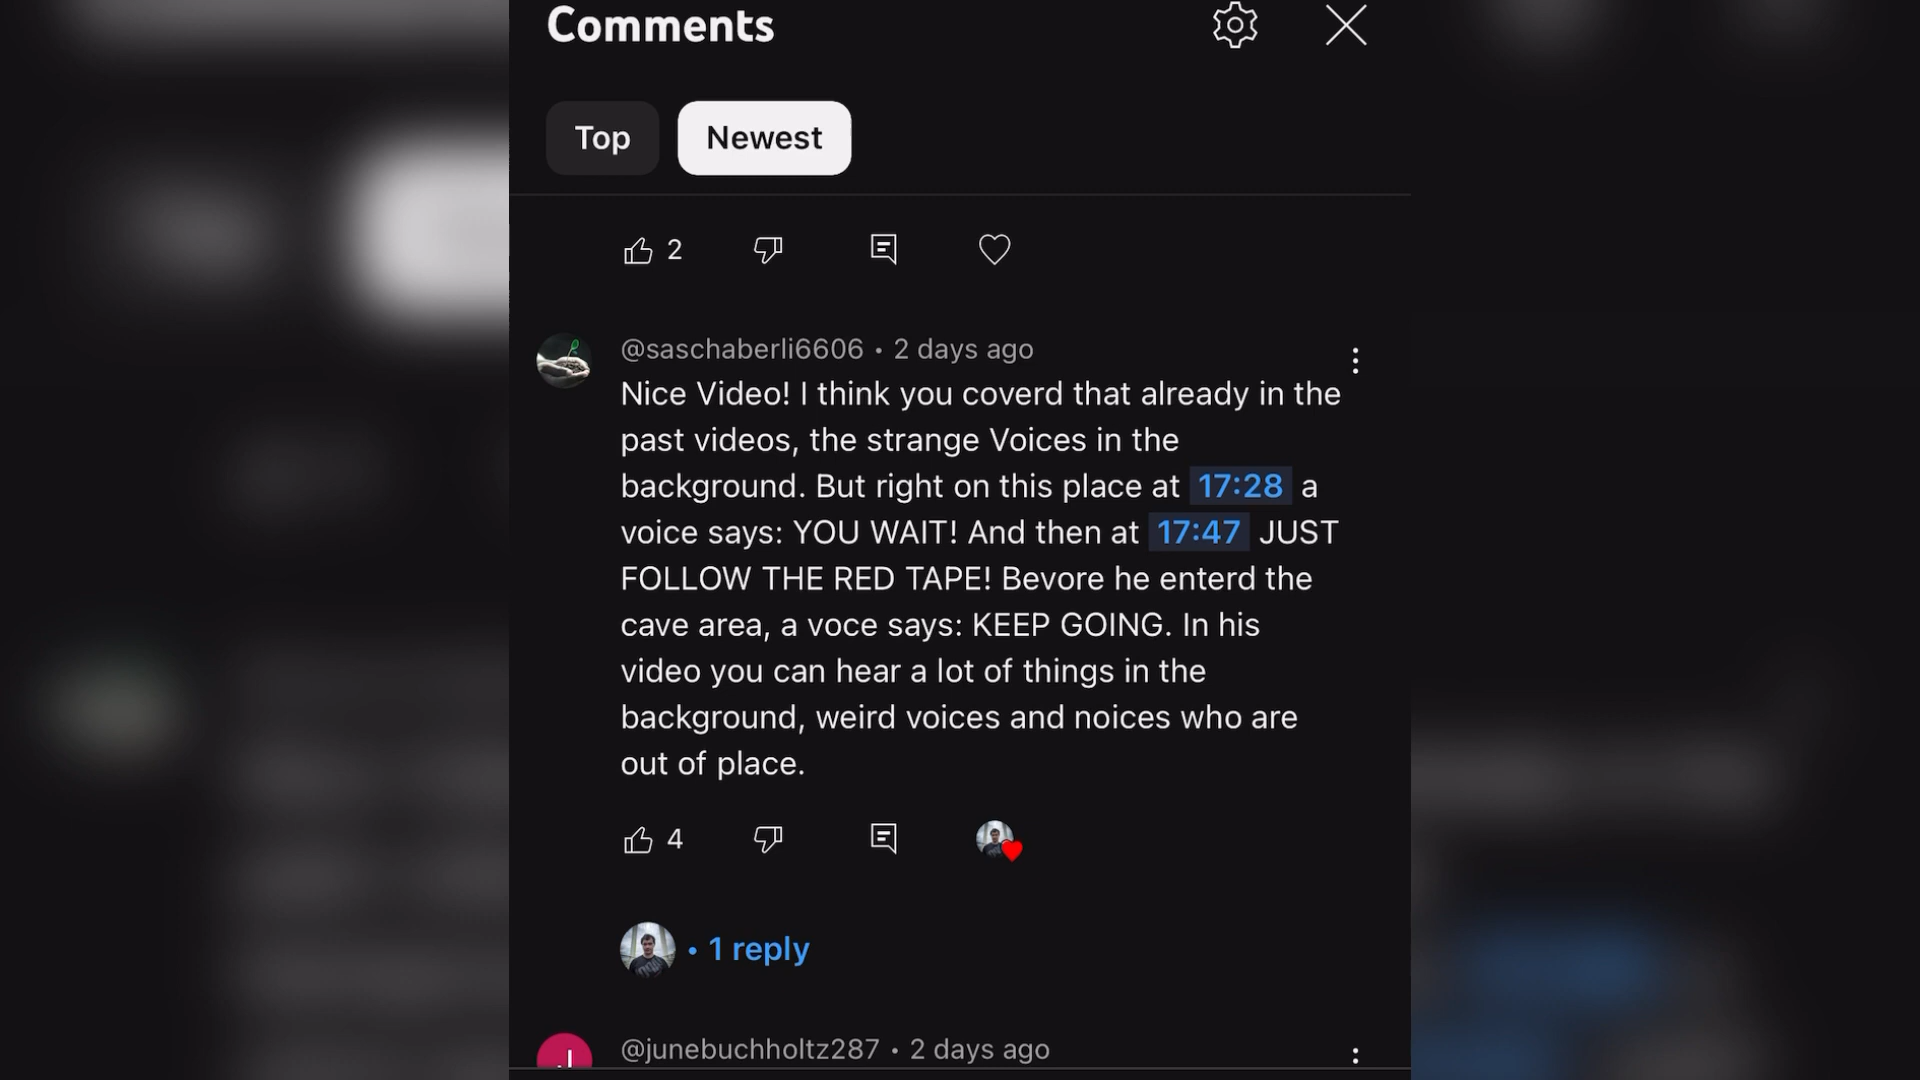 Comments
Top
Newest
2
@saschaberli6606 • 2 days ago
Nice Video! I think you coverd that already in the
past videos, the strange Voices in the
background. But right on this place at 17:28 a
voice says: YOU WAIT! And then at 17:47 JUST
FOLLOW THE RED TAPE! Bevore he enterd the
cave area, a voce says: KEEP GOING. In his
video you can hear a lot of things in the
background, weird voices and noices who are
out of place.
4
• 1 reply
J
@junebuchholtz287 • 2 days ago